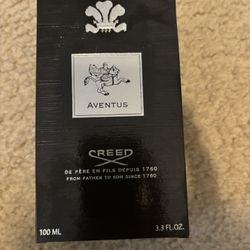 AVENTUS
CREED
DE PÈRE EN FILS DEPUIS 1760
FROM FATHER TO SON SINCE 1760
100 ML 3.3 FL.OZ.